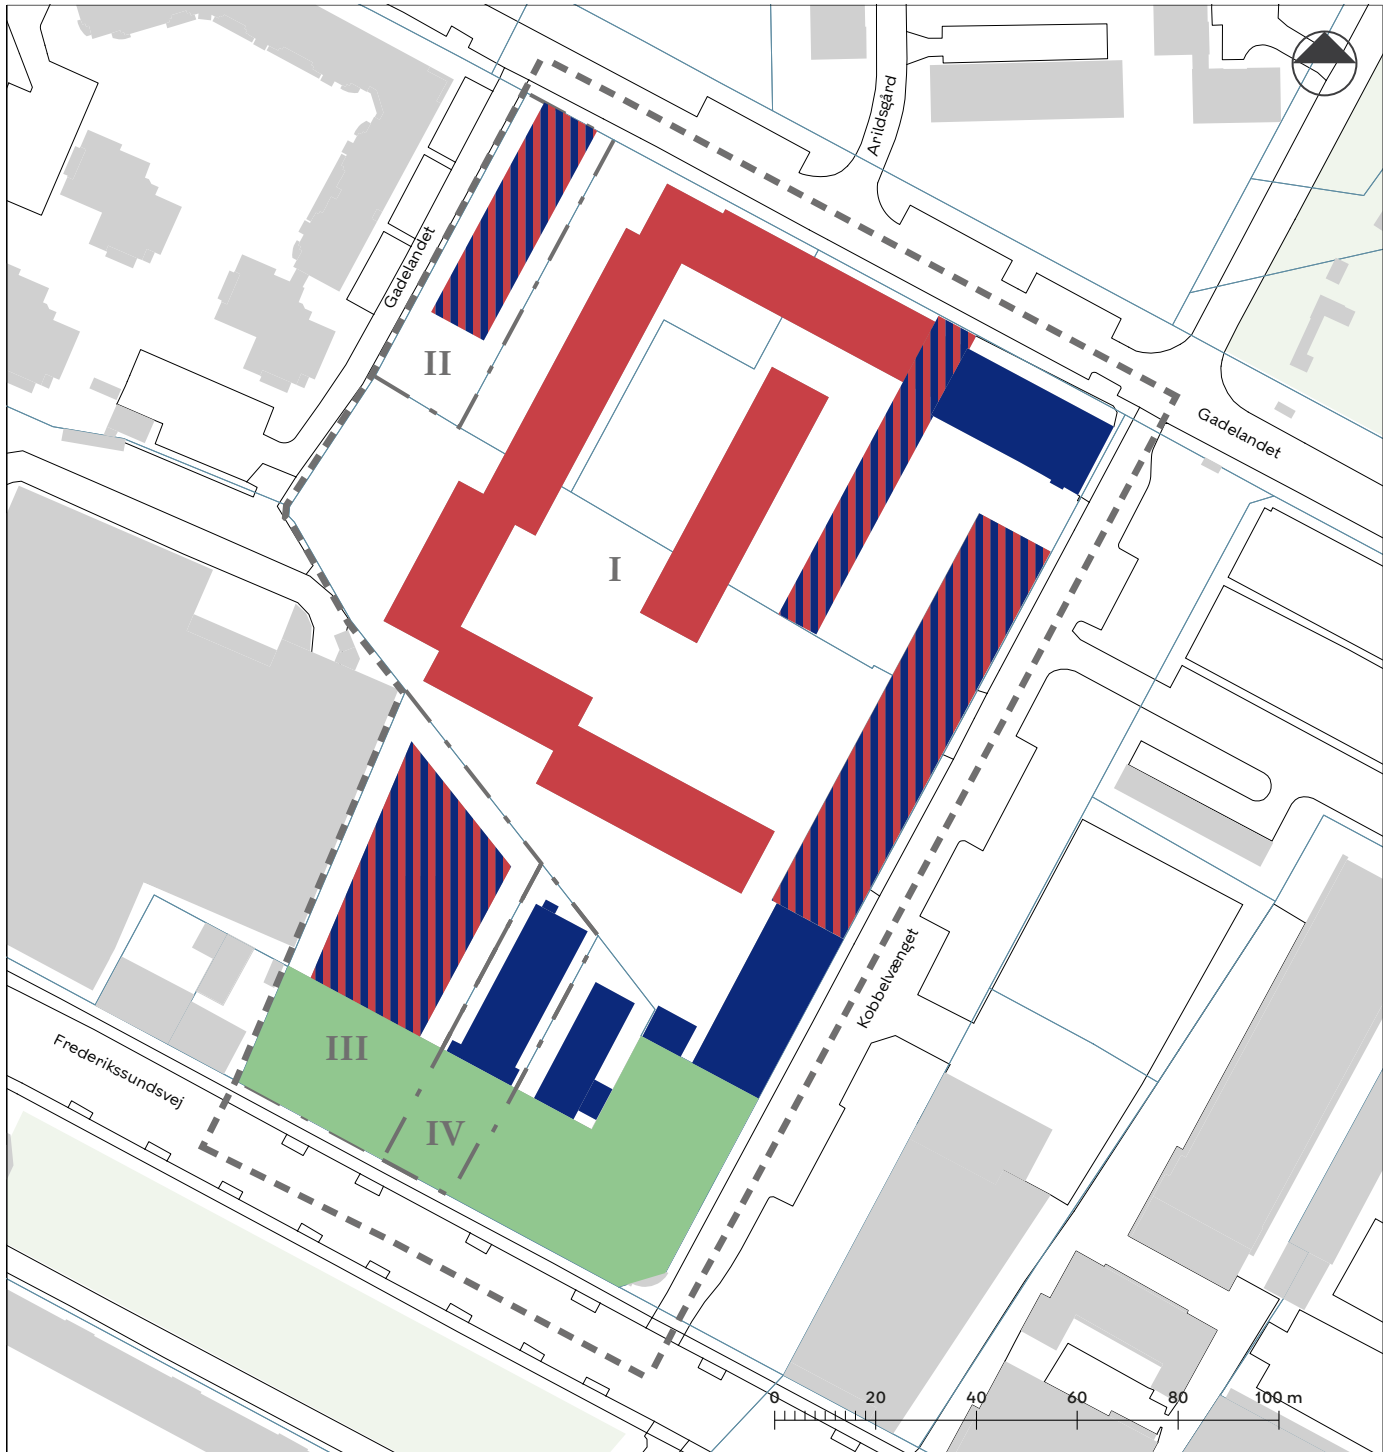 Arildsgård
Gadelandet
II
Gadelandet
I
Kobbelvænget
III
Frederikssundsvej
IV
0 20 40 60 80 100 m